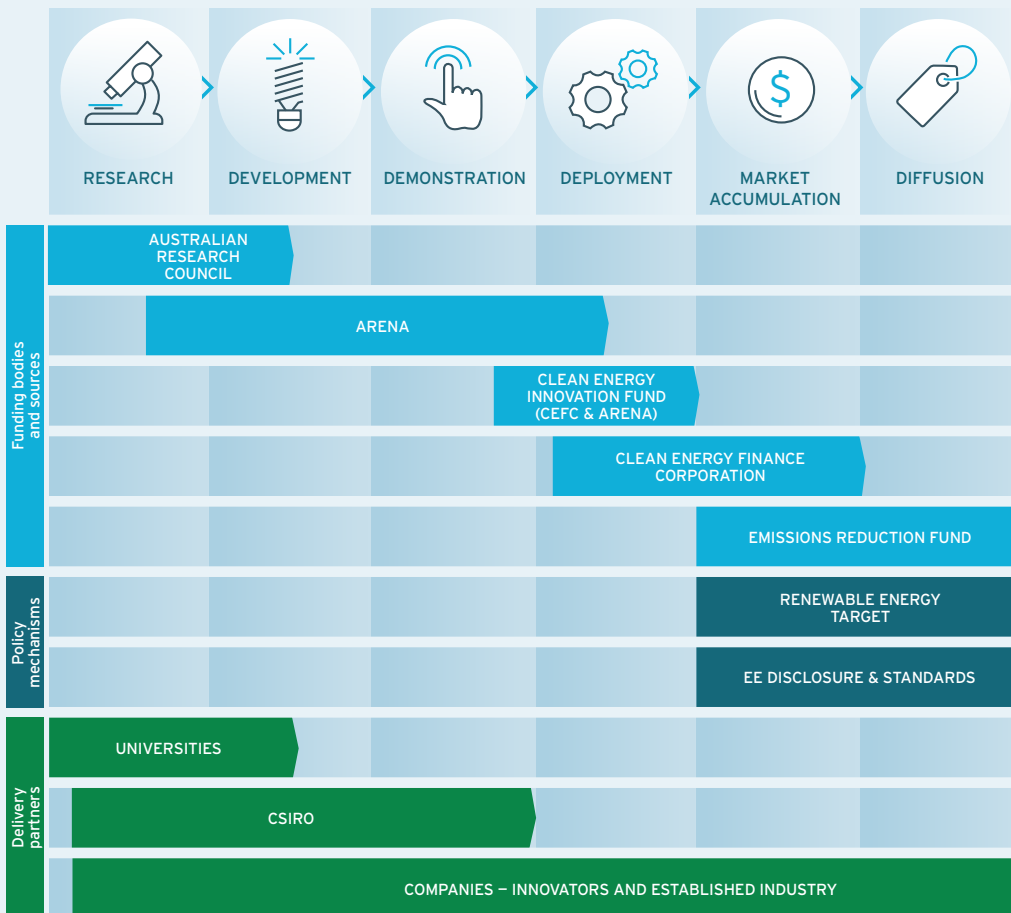 RESEARCH
DEVELOPMENT
DEMONSTRATION
DEPLOYMENT
MARKET
ACCUMULATION
DIFFUSION
Funding bodies
and sources
AUSTRALIAN
RESEARCH
COUNCIL
ARENA
CLEAN ENERGY
INNOVATION FUND
(CEFC & ARENA)
CLEAN ENERGY FINANCE
CORPORATION
EMISSIONS REDUCTION FUND
Policy
mechanisms
RENEWABLE ENERGY
TARGET
EE DISCLOSURE & STANDARDS
Delivery
partners
UNIVERSITIES
CSIRO
COMPANIES – INNOVATORS AND ESTABLISHED INDUSTRY